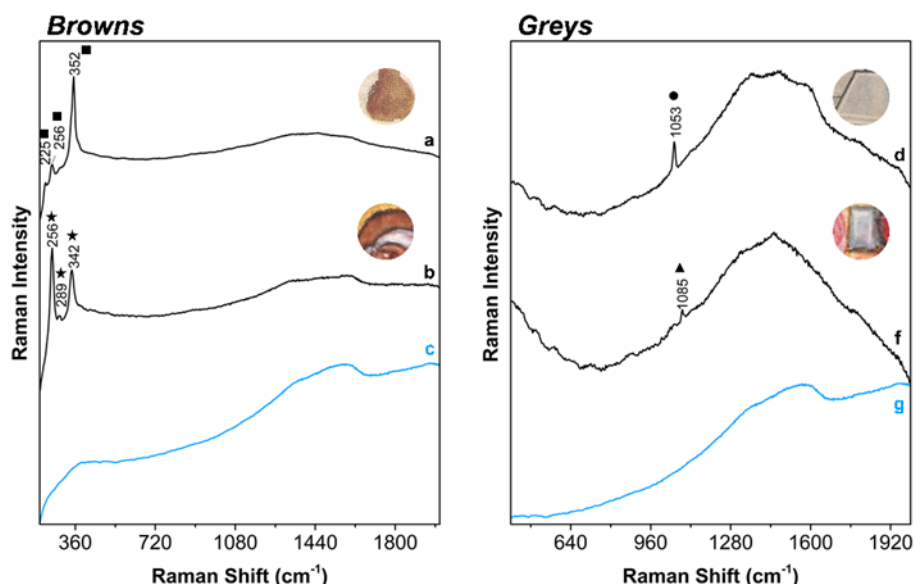 Browns
Greys
352 ■
225 ■
256 ■
a
256 ★
289 ★
342 ★
b
c
Raman Intensity
360 720 1080 1440 1800
Raman Shift (cm⁻¹)
● 1053
d
▲ 1085
f
g
Raman Intensity
640 960 1280 1600 1920
Raman Shift (cm⁻¹)